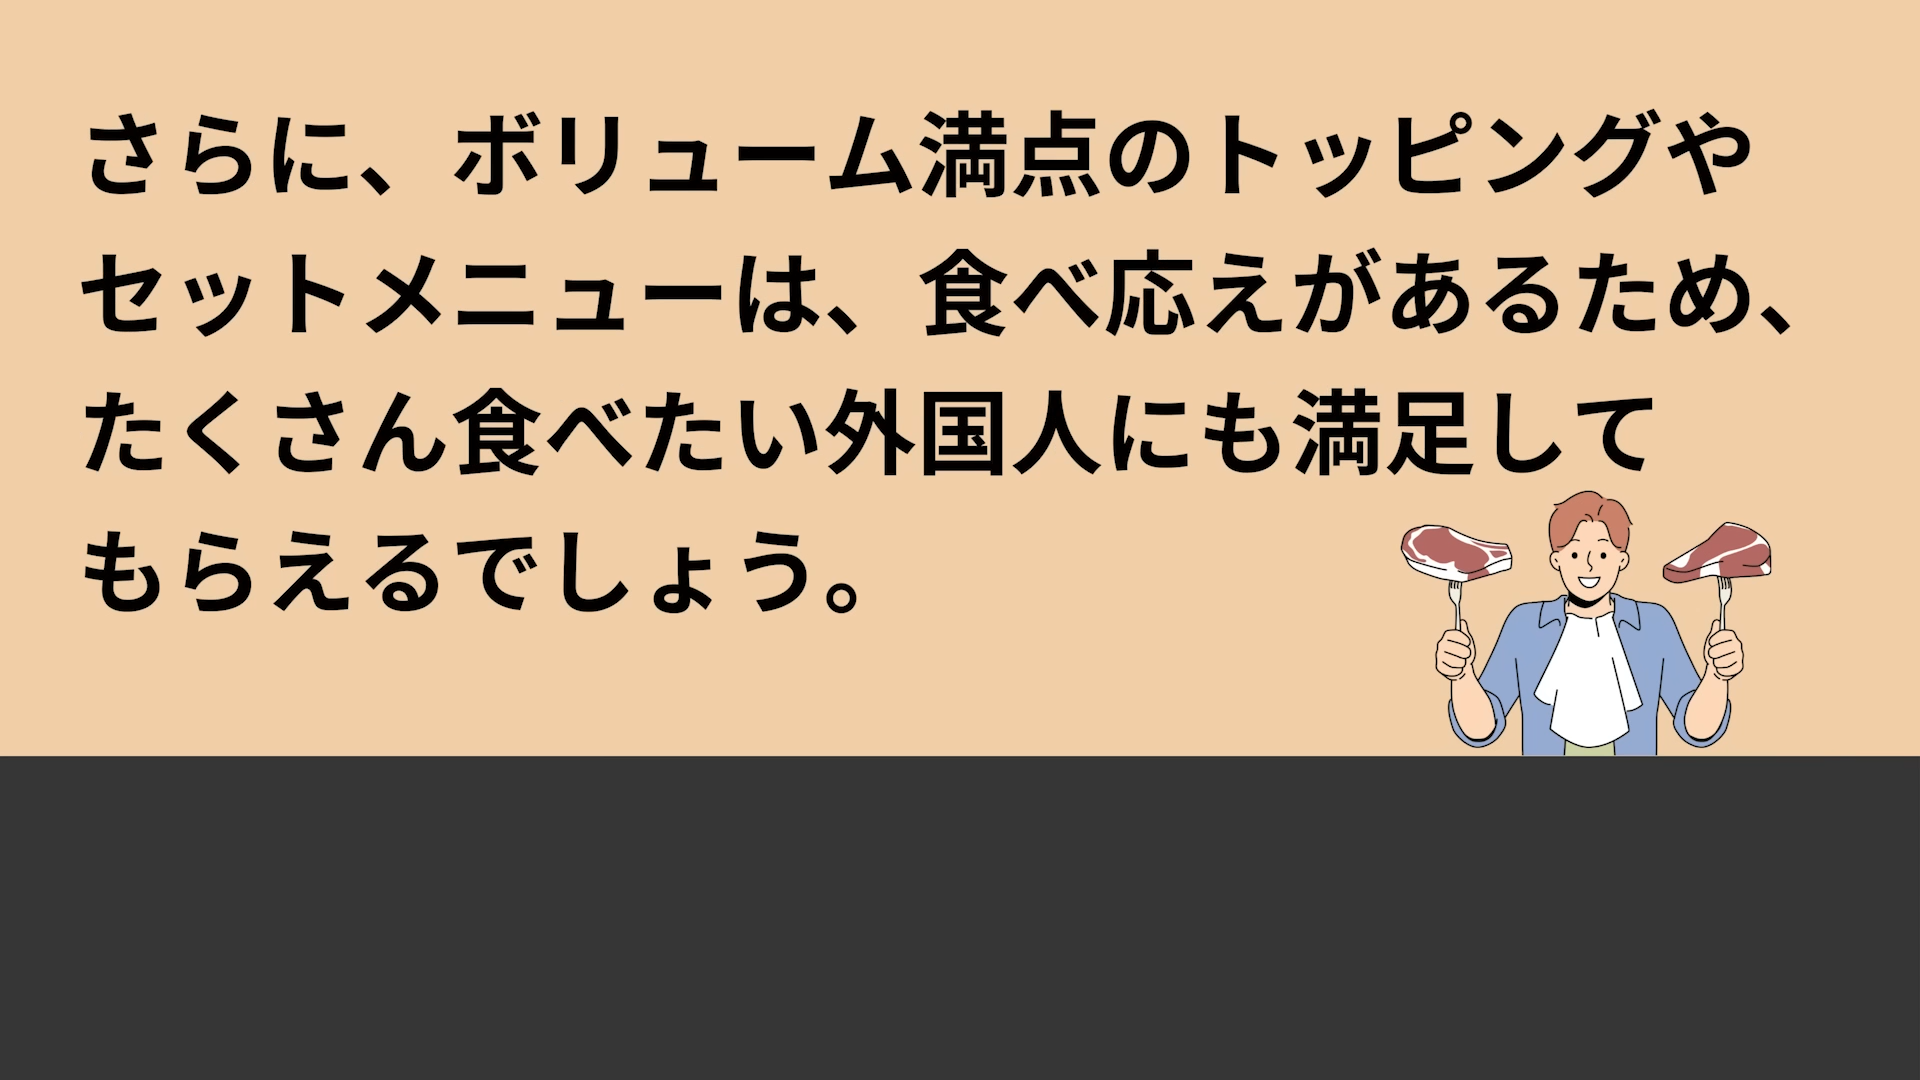 さらに、ボリューム満点のトッピングや
セットメニューは、食べ応えがあるため、
たくさん食べたい外国人にも満足して
もらえるでしょう。